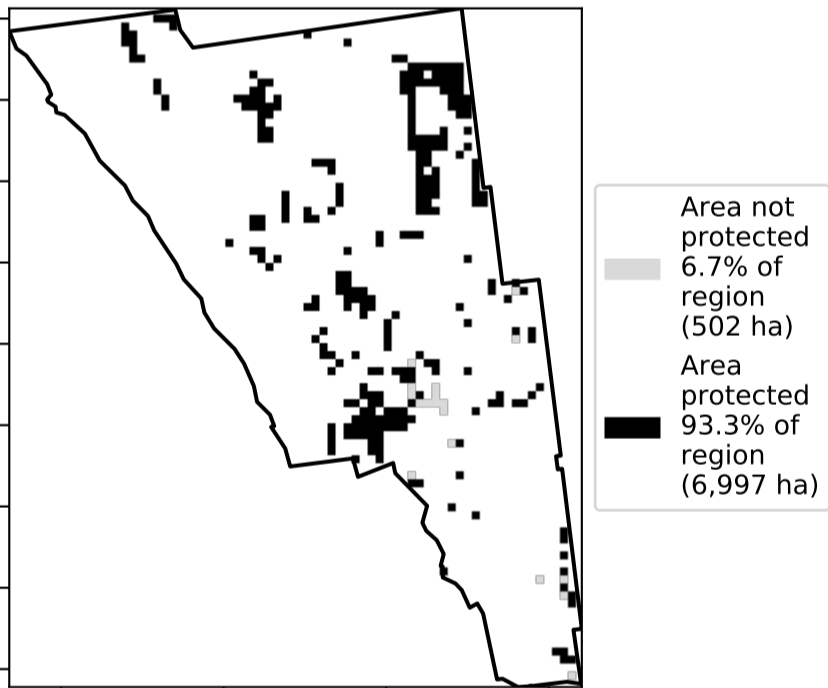 Area not
protected
6.7% of
region
(502 ha)
Area
protected
93.3% of
region
(6,997 ha)